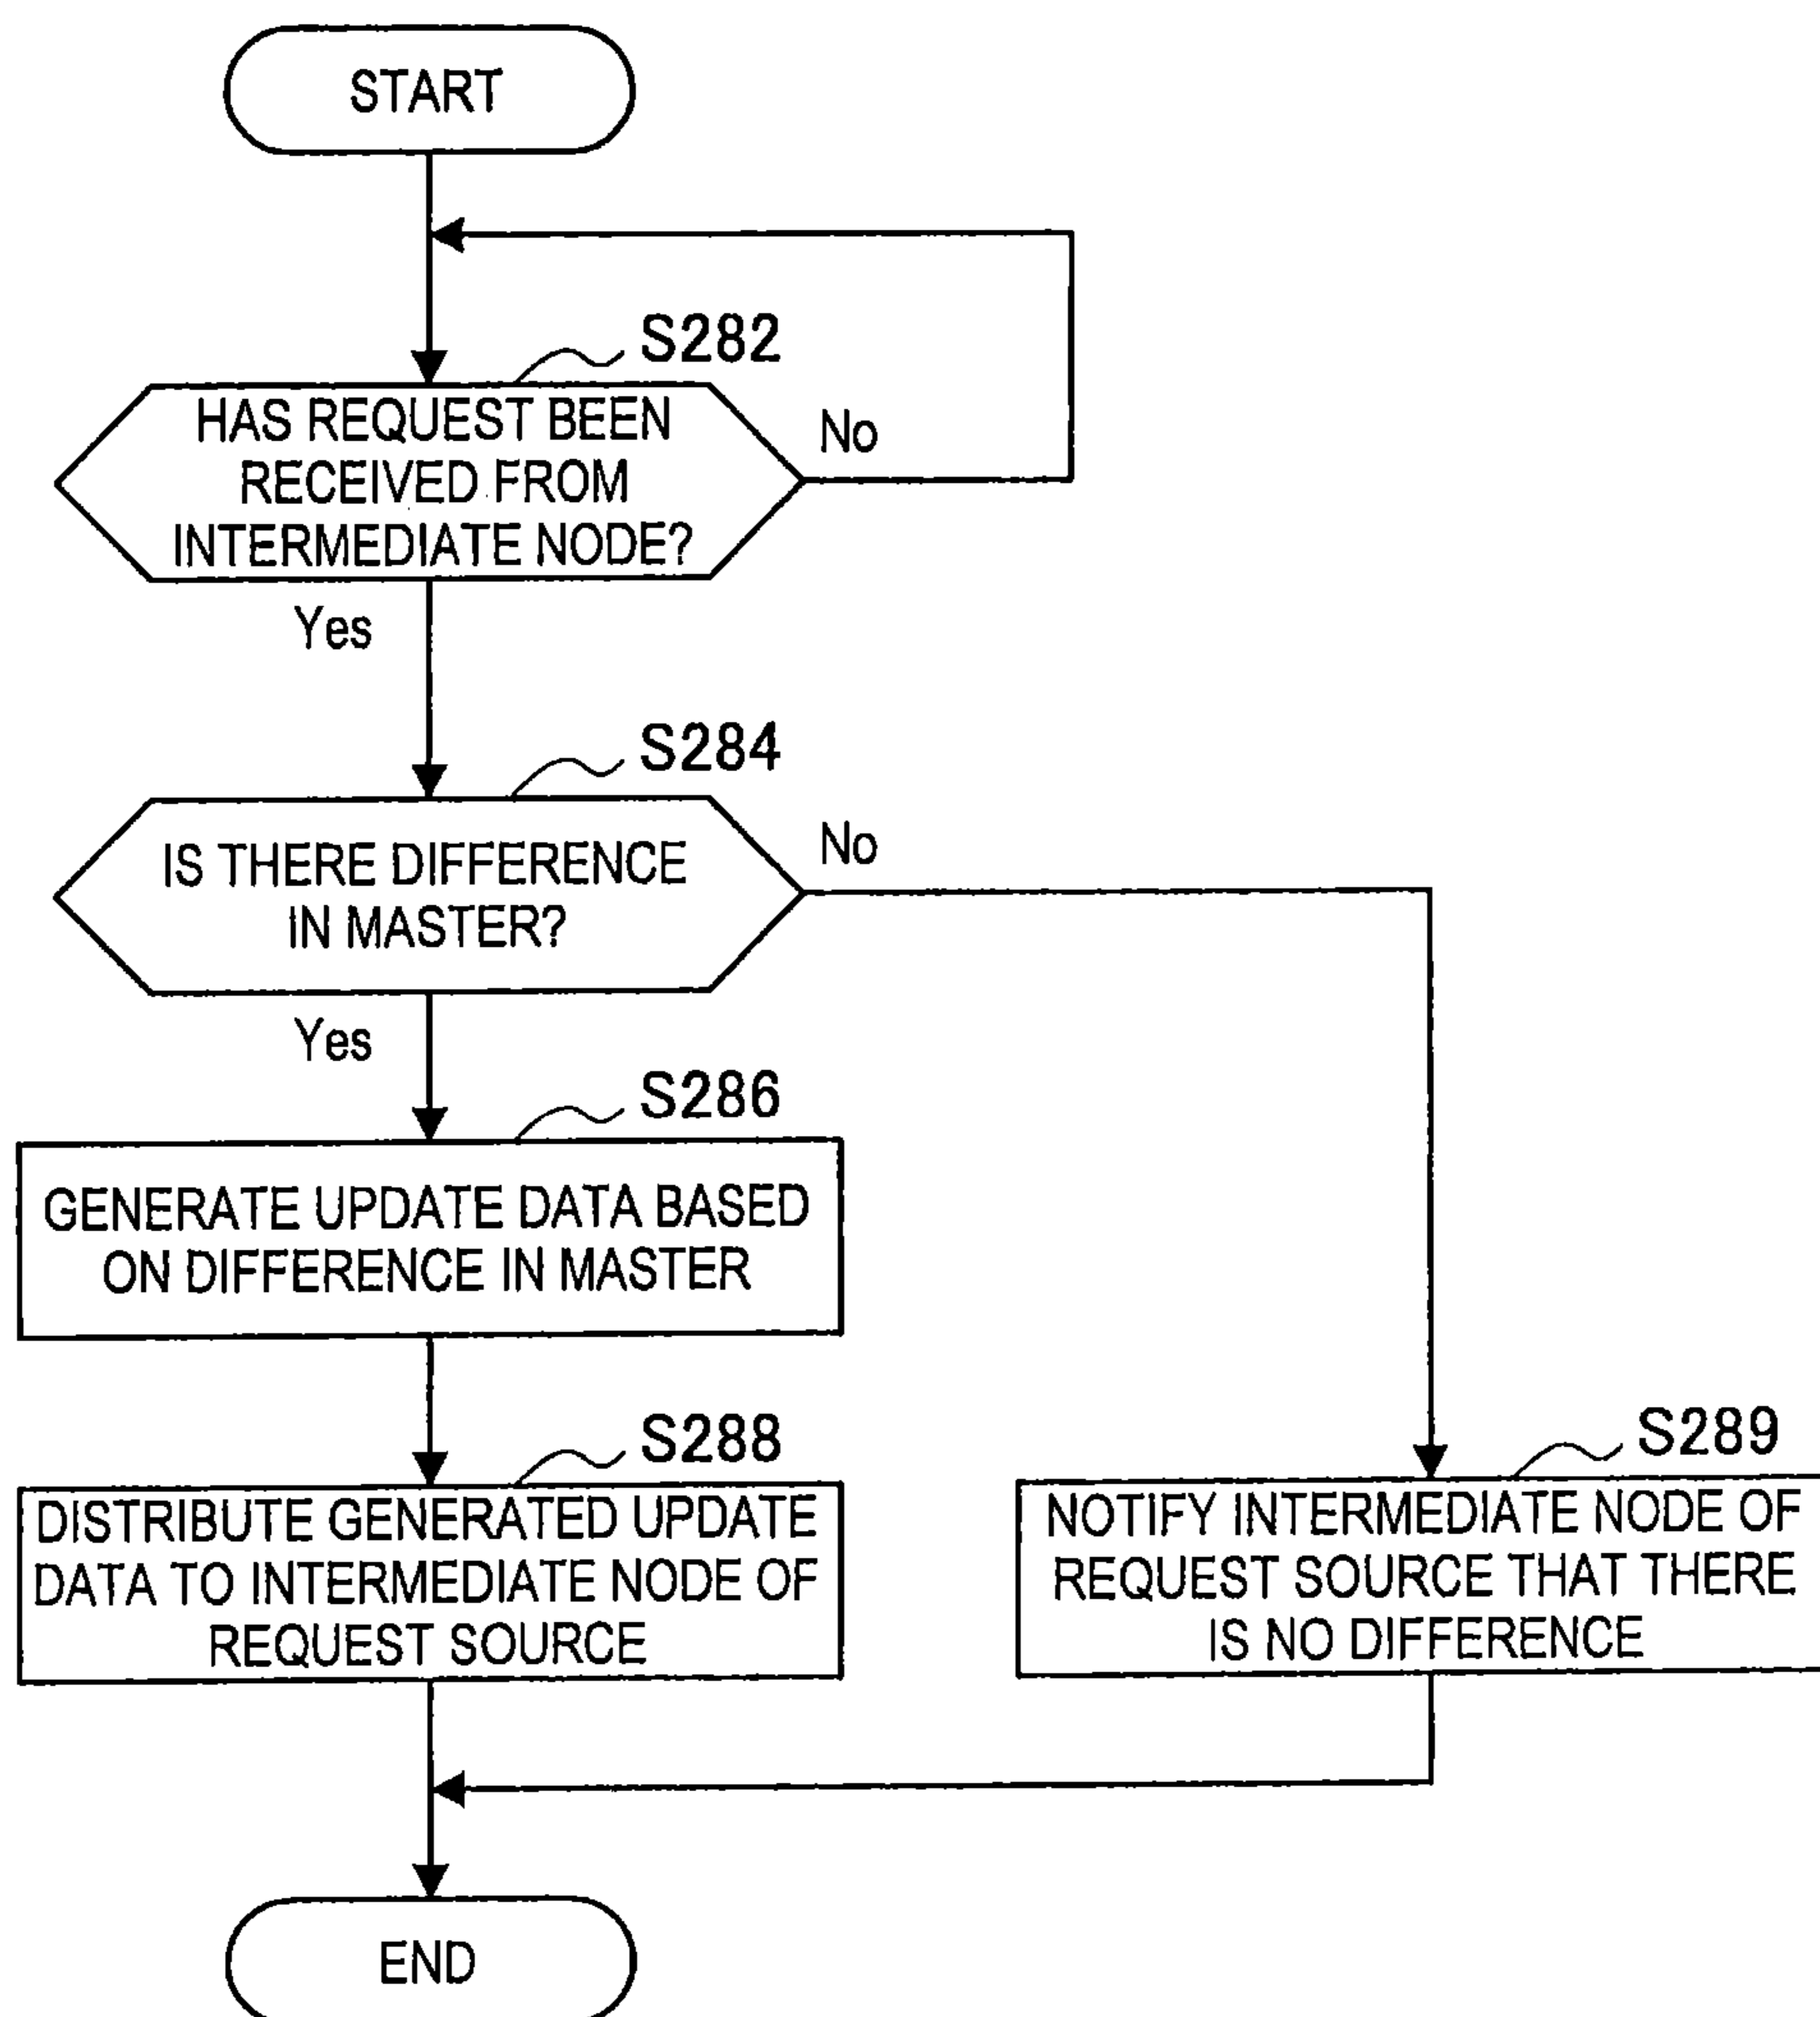 START
S282
HAS REQUEST BEEN
RECEIVED FROM
INTERMEDIATE NODE?
No
Yes
S284
IS THERE DIFFERENCE
IN MASTER?
No
Yes
S286
GENERATE UPDATE DATA BASED
ON DIFFERENCE IN MASTER
S288
DISTRIBUTE GENERATED UPDATE
DATA TO INTERMEDIATE NODE OF
REQUEST SOURCE
S289
NOTIFY INTERMEDIATE NODE OF
REQUEST SOURCE THAT THERE
IS NO DIFFERENCE
END